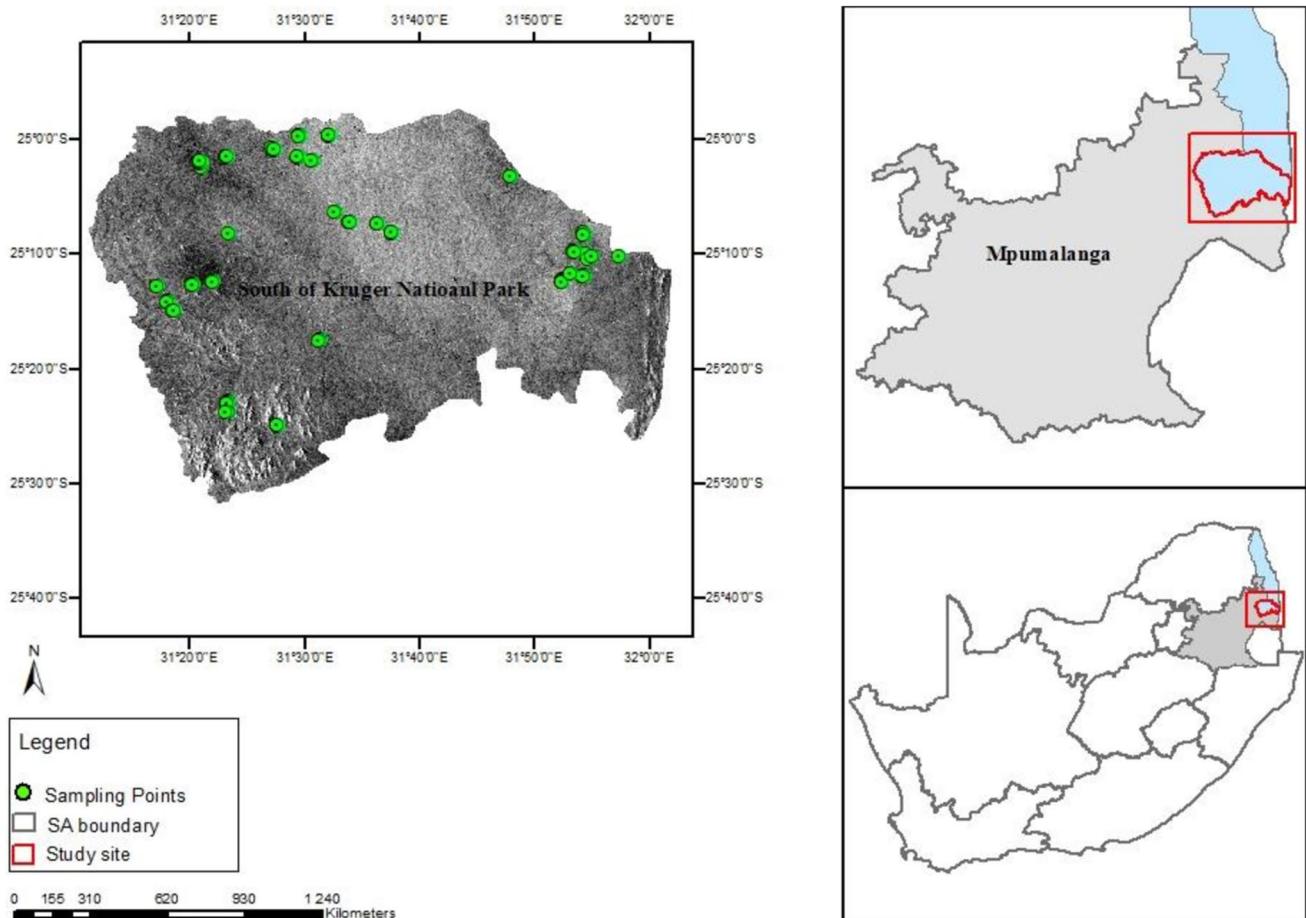 31°20'0"E 31°30'0"E 31°50'0"E 32°0'0"E
25°0'0"S 25°0'0"S
25°10'0"S 25°10'0"S
South of Kruger Natioanl Park
25°20'0"S 25°20'0"S
25°30'0"S 25°30'0"S
25°40'0"S 25°40'0"S
31°20'0"E 31°30'0"E 31°40'0"E 31°50'0"E 32°0'0"E
N
Legend
Sampling Points
SA boundary
Study site
0 155 310 620 930 1 240
Kilometers
Mpumalanga